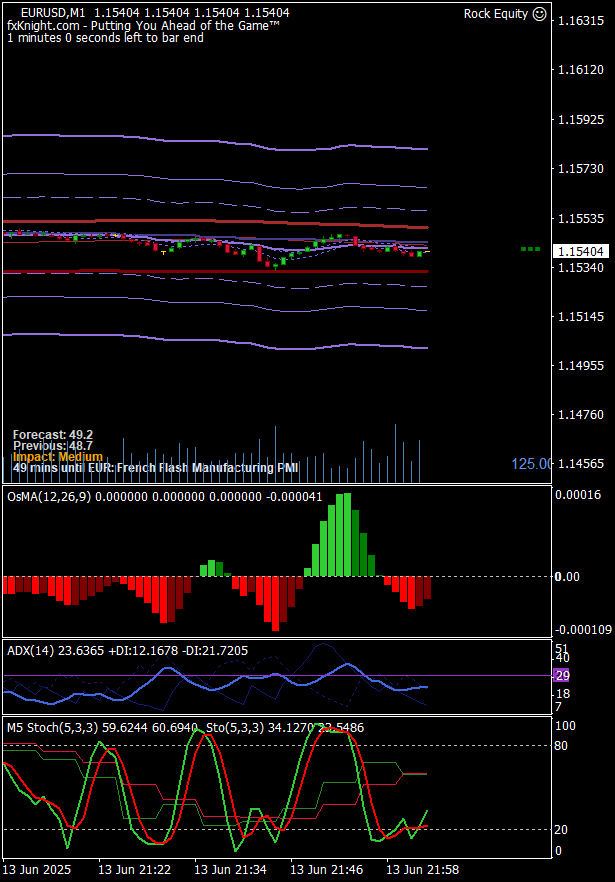 EURUSD,M1 1.15404 1.15404 1.15404 1.15404
Rock Equity ☺
fxKnight.com - Putting You Ahead of the Game™
1 minutes 0 seconds left to bar end
1.16315
1.16120
1.15925
1.15730
1.15535
1.15404
1.15340
1.15145
1.14955
1.14760
1.14565
Forecast: 49.2
Previous: 48.7
Impact: Medium
49 mins until EUR: French Flash Manufacturing PMI
125.00
OsMA(12,26,9) 0.000000 0.000000 0.000000 -0.000041
0.00016
0.00
-0.000109
ADX(14) 23.6365 +DI:12.1678 -DI:21.7205
51
40
29
18
7
M5 Stoch(5,3,3) 59.6244 60.6940 Sto(5,3,3) 34.1270 22.5486
100
80
20
0
13 Jun 2025
13 Jun 21:22
13 Jun 21:34
13 Jun 21:46
13 Jun 21:58